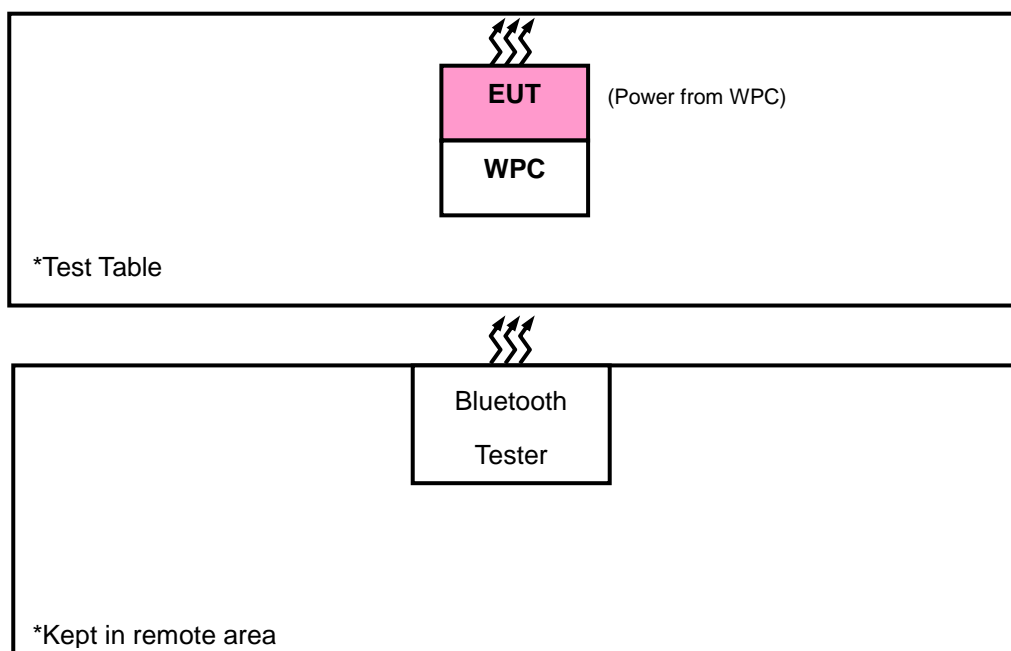 EUT
(Power from WPC)
WPC
*Test Table
Bluetooth
Tester
*Kept in remote area